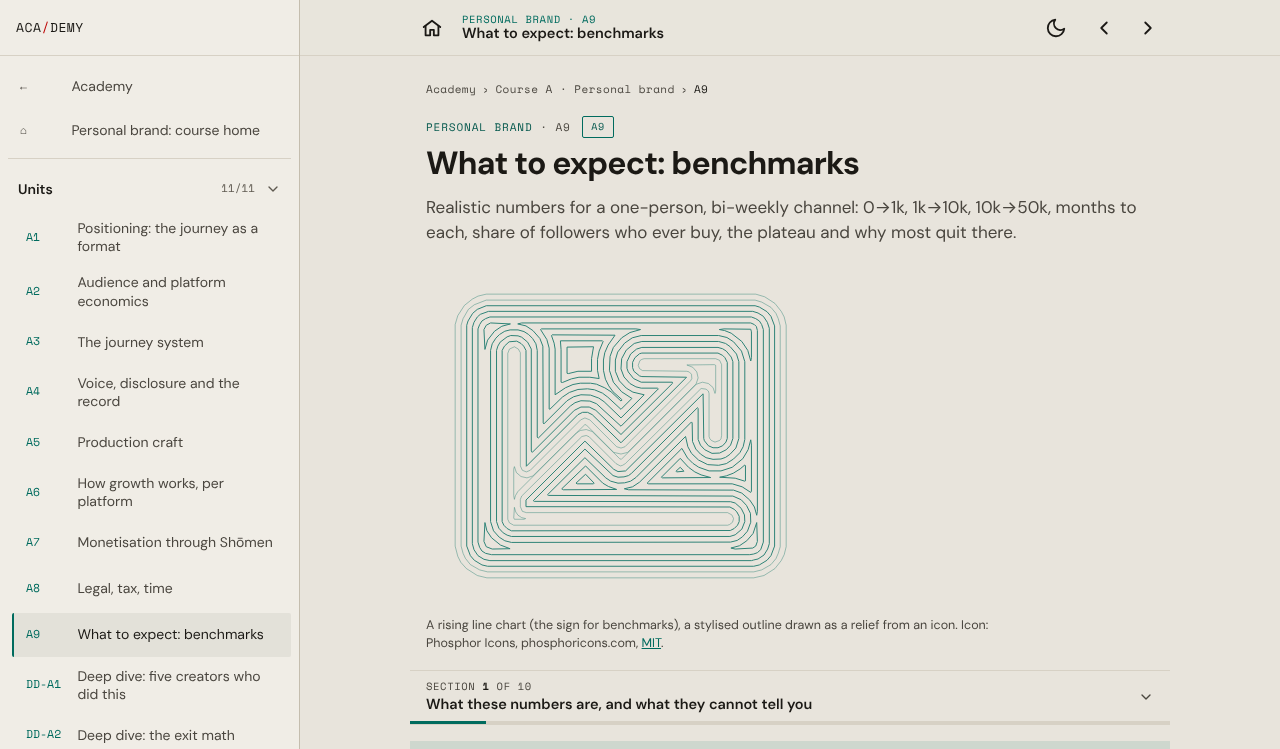 ACA/DEMY
← Academy
⌂ Personal brand: course home
Units 11/11
A1 Positioning: the journey as a
format
A2 Audience and platform
economics
A3 The journey system
A4 Voice, disclosure and the
record
A5 Production craft
A6 How growth works, per
platform
A7 Monetisation through Shōmen
A8 Legal, tax, time
A9 What to expect: benchmarks
DD-A1 Deep dive: five creators who
did this
DD-A2 Deep dive: the exit math
PERSONAL BRAND · A9
What to expect: benchmarks
Academy › Course A · Personal brand › A9
PERSONAL BRAND · A9 A9
What to expect: benchmarks
Realistic numbers for a one-person, bi-weekly channel: 0→1k, 1k→10k, 10k→50k, months to
each, share of followers who ever buy, the plateau and why most quit there.
A rising line chart (the sign for benchmarks), a stylised outline drawn as a relief from an icon. Icon:
Phosphor Icons, phosphoricons.com, MIT.
SECTION 1 OF 10
What these numbers are, and what they cannot tell you